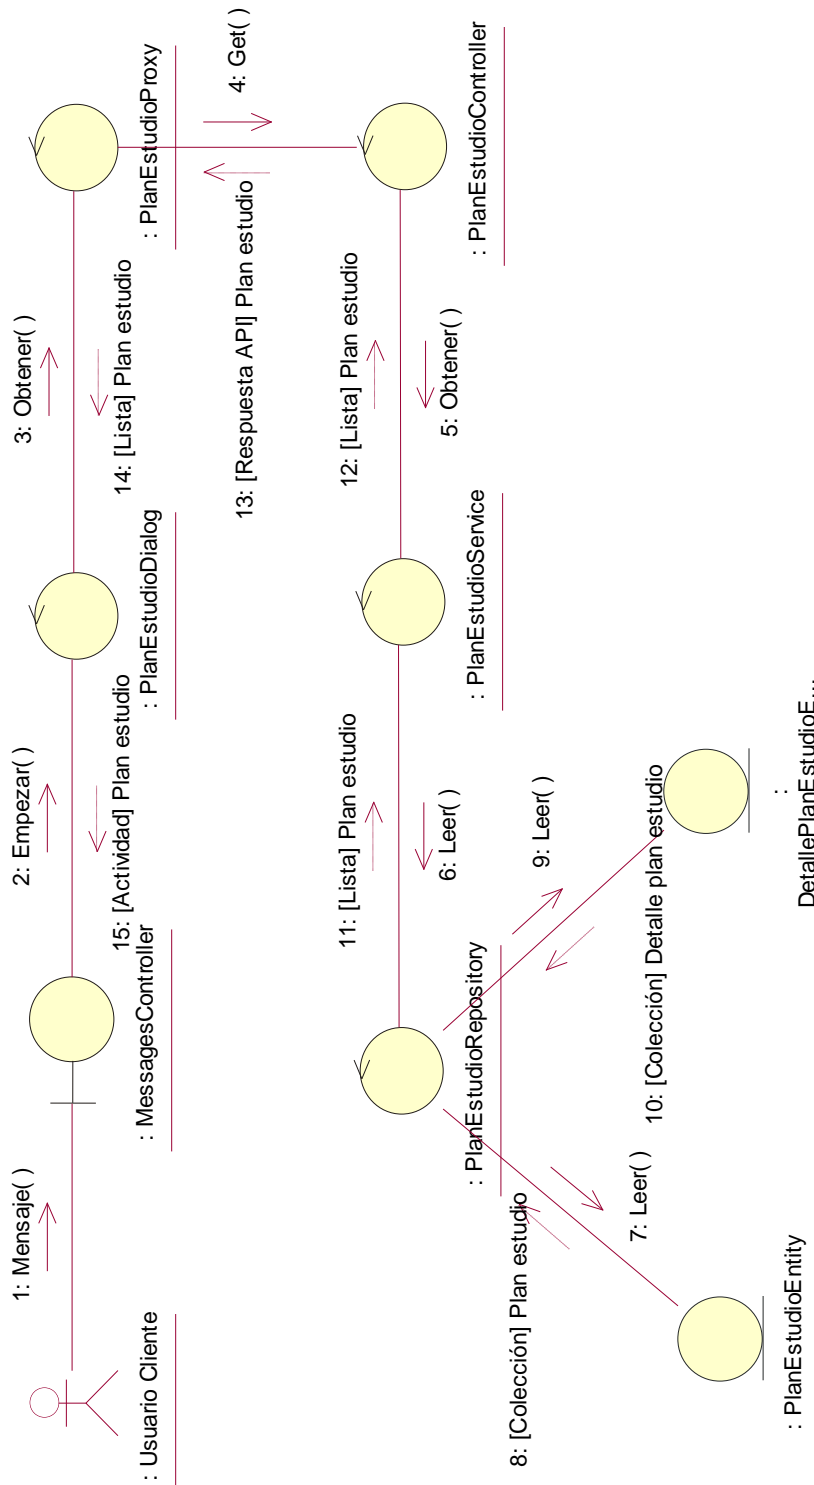 1: Mensaje( )
2: Empezar( )
3: Obtener( )
4: Get( )
15: [Actividad] Plan estudio
14: [Lista] Plan estudio
: Usuario Cliente
: MessagesController
: PlanEstudioDialog
: PlanEstudioProxy
13: [Respuesta API] Plan estudio
11: [Lista] Plan estudio
12: [Lista] Plan estudio
6: Leer( )
5: Obtener( )
: PlanEstudioRepository
: PlanEstudioService
: PlanEstudioController
8: [Colección] Plan estudio
9: Leer( )
7: Leer( )
10: [Colección] Detalle plan estudio
: PlanEstudioEntity
:
DetallePlanEstudioE...